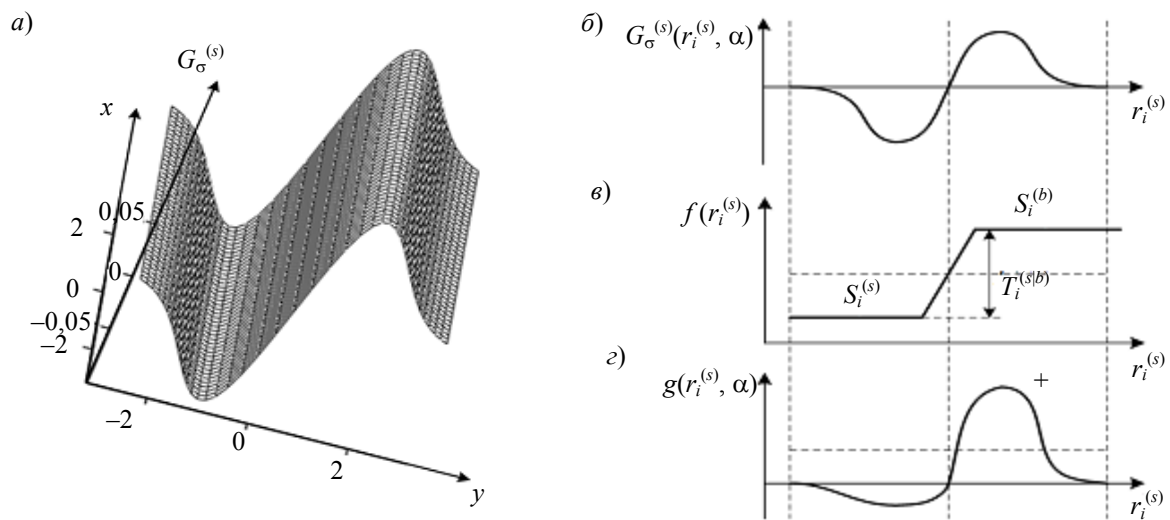 а)
G_σ^(s)
x
0,05
2
0
0
–0,05
–2
–2
0
2
y
б)
G_σ^(s)(r_i^(s), α)
r_i^(s)
в)
f(r_i^(s))
S_i^(b)
S_i^(s)
T_i^(s|b)
r_i^(s)
г)
g(r_i^(s), α)
+
r_i^(s)